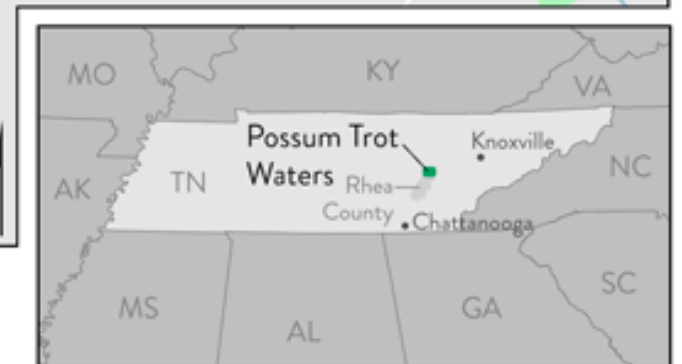 MO
KY
VA
Possum Trot
Waters
Knoxville
AK
TN
Rhea
County
NC
Chattanooga
MS
AL
GA
SC